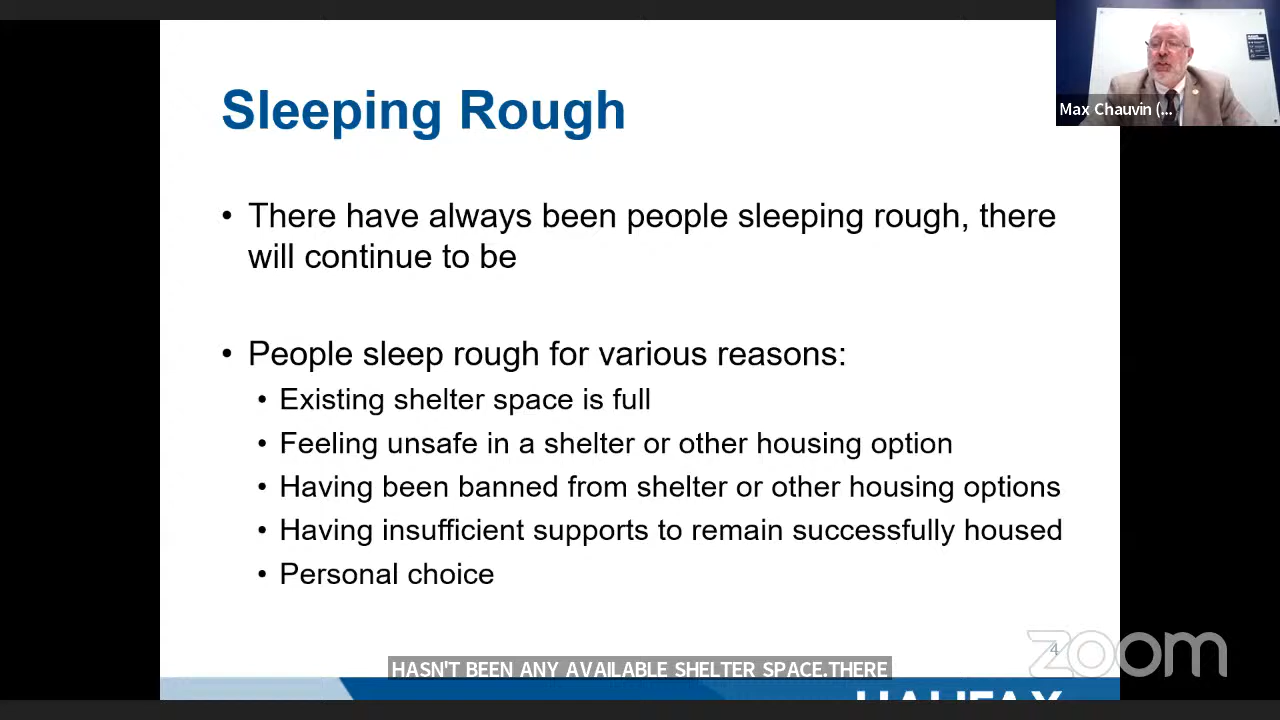 Sleeping Rough
Max Chauvin (...
• There have always been people sleeping rough, there
will continue to be
• People sleep rough for various reasons:
• Existing shelter space is full
• Feeling unsafe in a shelter or other housing option
• Having been banned from shelter or other housing options
• Having insufficient supports to remain successfully housed
• Personal choice
4
zoom
HASN'T BEEN ANY AVAILABLE SHELTER SPACE.THERE
HALIFAX